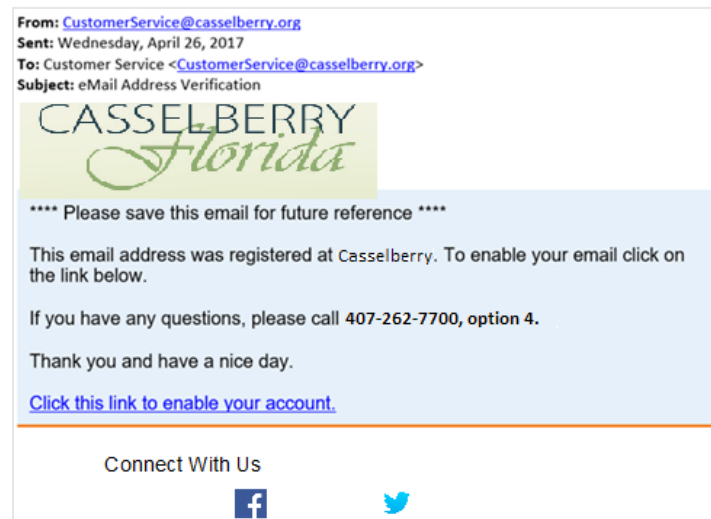 From: CustomerService@casselberry.org
Sent: Wednesday, April 26, 2017
To: Customer Service <CustomerService@casselberry.org>
Subject: eMail Address Verification
CASSELBERRY
Florida
**** Please save this email for future reference ****
This email address was registered at Casselberry. To enable your email click on
the link below.
If you have any questions, please call 407-262-7700, option 4.
Thank you and have a nice day.
Click this link to enable your account.
Connect With Us